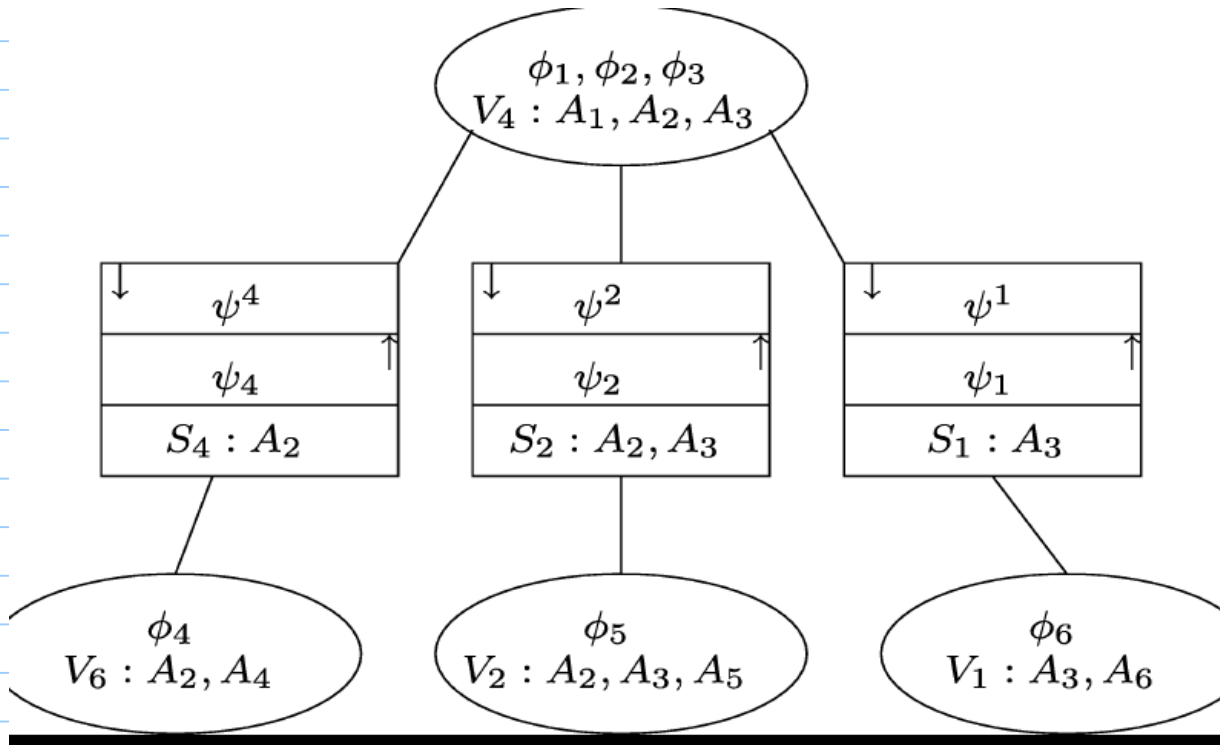 ϕ₁, ϕ₂, ϕ₃
V₄ : A₁, A₂, A₃
↓ ψ⁴
↓ ψ²
↓ ψ¹
ψ₄ ↑
ψ₂ ↑
ψ₁ ↑
S₄ : A₂
S₂ : A₂, A₃
S₁ : A₃
ϕ₄
V₆ : A₂, A₄
ϕ₅
V₂ : A₂, A₃, A₅
ϕ₆
V₁ : A₃, A₆